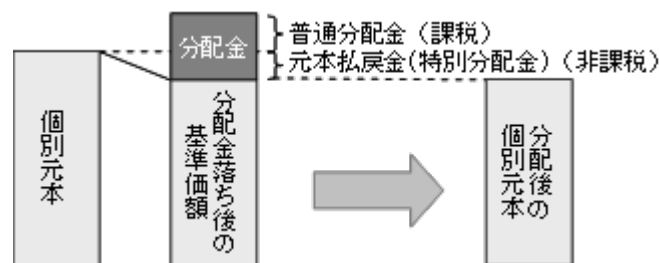 分配金
普通分配金（課税）
元本払戻金(特別分配金)（非課税）
個別元本
分配金落ち後の
基準価額
分配後の
個別元本